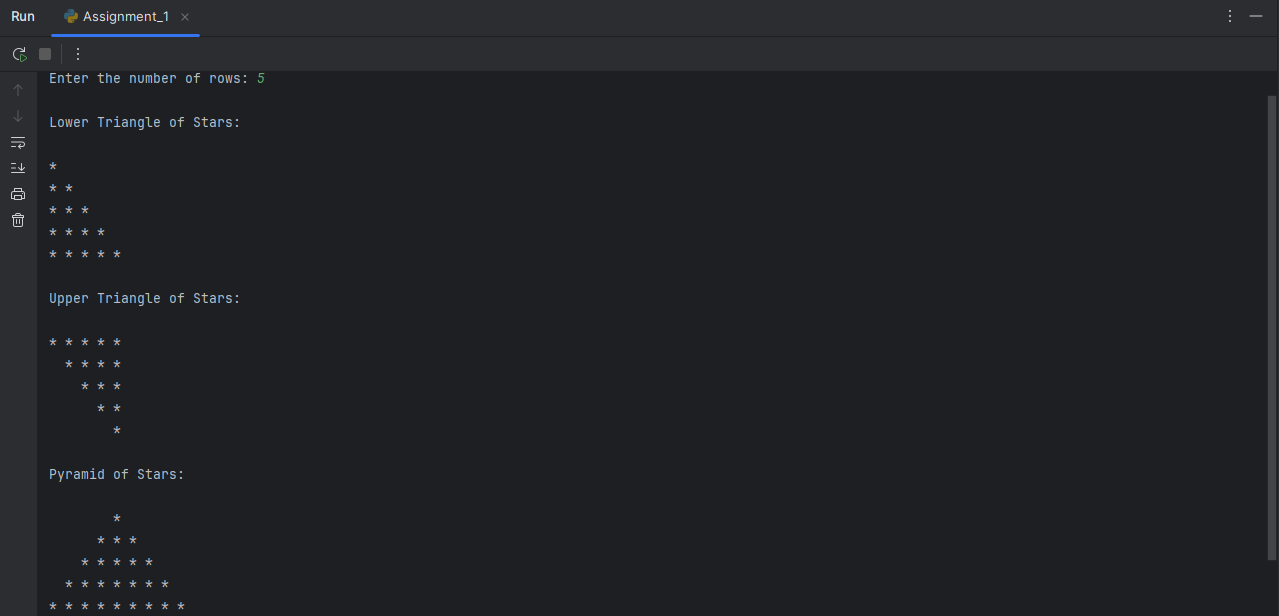 Run Assignment_1
Enter the number of rows: 5
Lower Triangle of Stars:
*
* *
* * *
* * * *
* * * * *
Upper Triangle of Stars:
* * * * *
  * * * *
    * * *
      * *
        *
Pyramid of Stars:
        *
      * * *
    * * * * *
  * * * * * * *
* * * * * * * * *